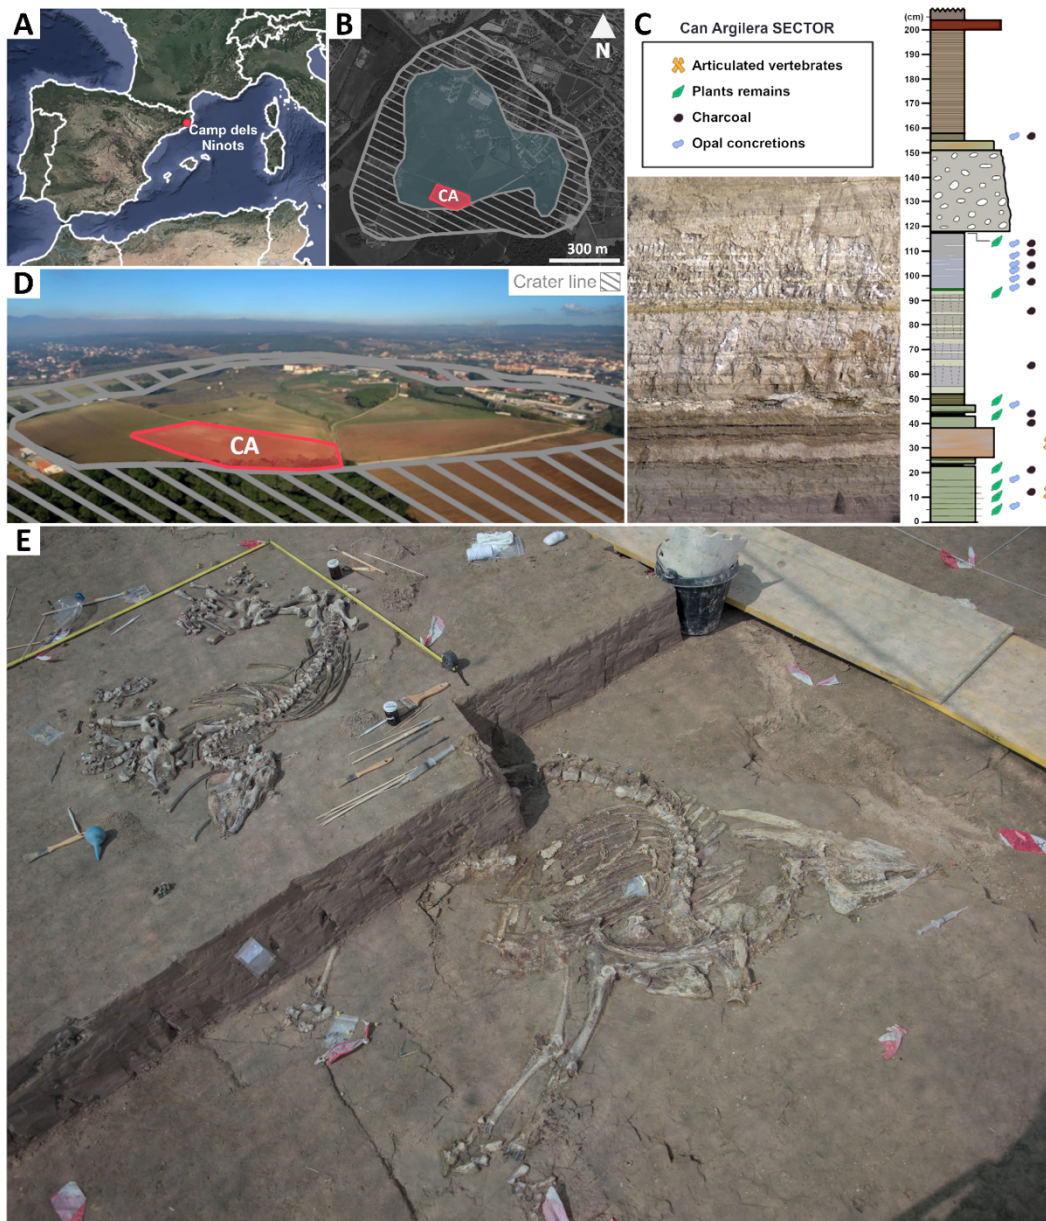 A
Camp dels
Ninots
B
N
CA
300 m
C
Can Argilera SECTOR
Articulated vertebrates
Plants remains
Charcoal
Opal concretions
(cm)
200
190
180
170
160
150
140
130
120
110
100
90
80
70
60
50
40
30
20
10
0
D
Crater line
CA
E